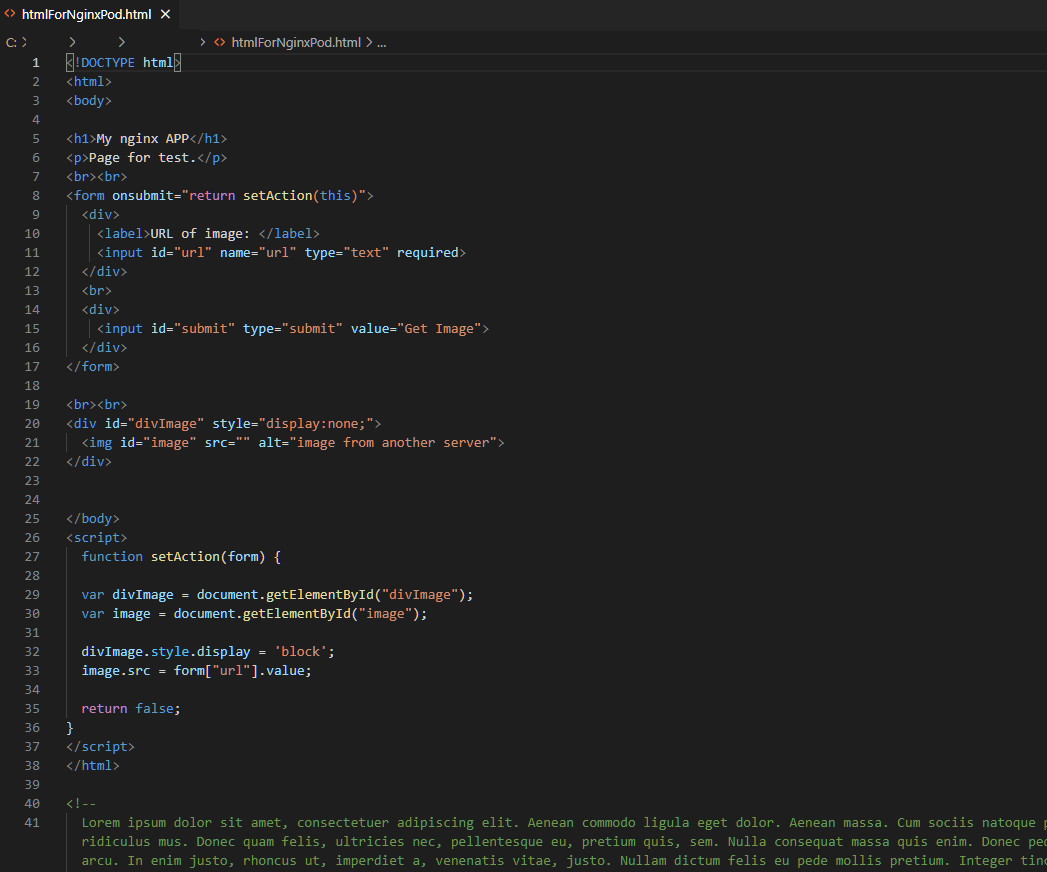 htmlForNginxPod.html
C: > > > > htmlForNginxPod.html > ...
1 <!DOCTYPE html>
2 <html>
3 <body>
4
5 <h1>My nginx APP</h1>
6 <p>Page for test.</p>
7 <br><br>
8 <form onsubmit="return setAction(this)">
9 <div>
10 <label>URL of image: </label>
11 <input id="url" name="url" type="text" required>
12 </div>
13 <br>
14 <div>
15 <input id="submit" type="submit" value="Get Image">
16 </div>
17 </form>
18
19 <br><br>
20 <div id="divImage" style="display:none;">
21 <img id="image" src="" alt="image from another server">
22 </div>
23
24
25 </body>
26 <script>
27 function setAction(form) {
28
29 var divImage = document.getElementById("divImage");
30 var image = document.getElementById("image");
31
32 divImage.style.display = 'block';
33 image.src = form["url"].value;
34
35 return false;
36 }
37 </script>
38 </html>
39
40 <!--
41 Lorem ipsum dolor sit amet, consectetuer adipiscing elit. Aenean commodo ligula eget dolor. Aenean massa. Cum sociis natoque
ridiculus mus. Donec quam felis, ultricies nec, pellentesque eu, pretium quis, sem. Nulla consequat massa quis enim. Donec
arcu. In enim justo, rhoncus ut, imperdiet a, venenatis vitae, justo. Nullam dictum felis eu pede mollis pretium. Integer